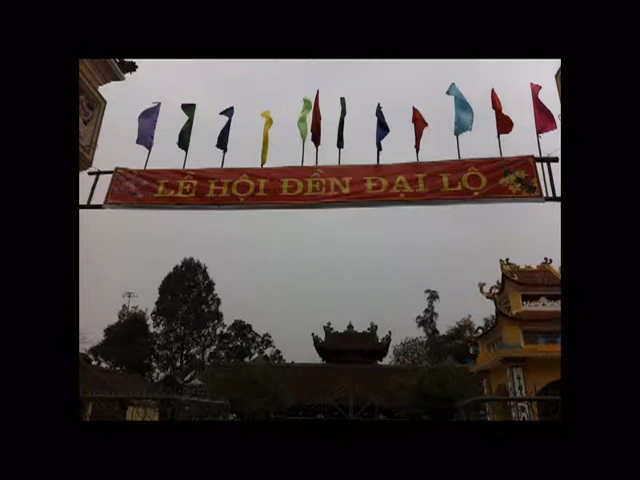 LỄ HỘI ĐỀN ĐẠI LỘ